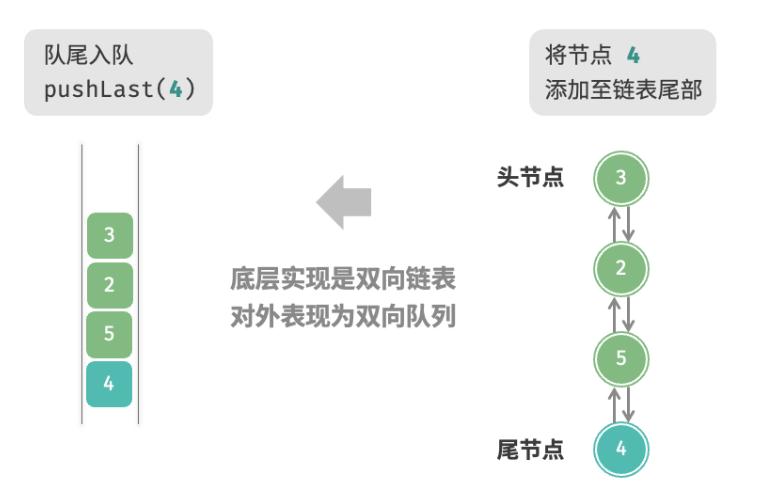 队尾入队
pushLast(4)
将节点 4
添加至链表尾部
3
2
5
4
底层实现是双向链表
对外表现为双向队列
头节点
3
2
5
尾节点
4